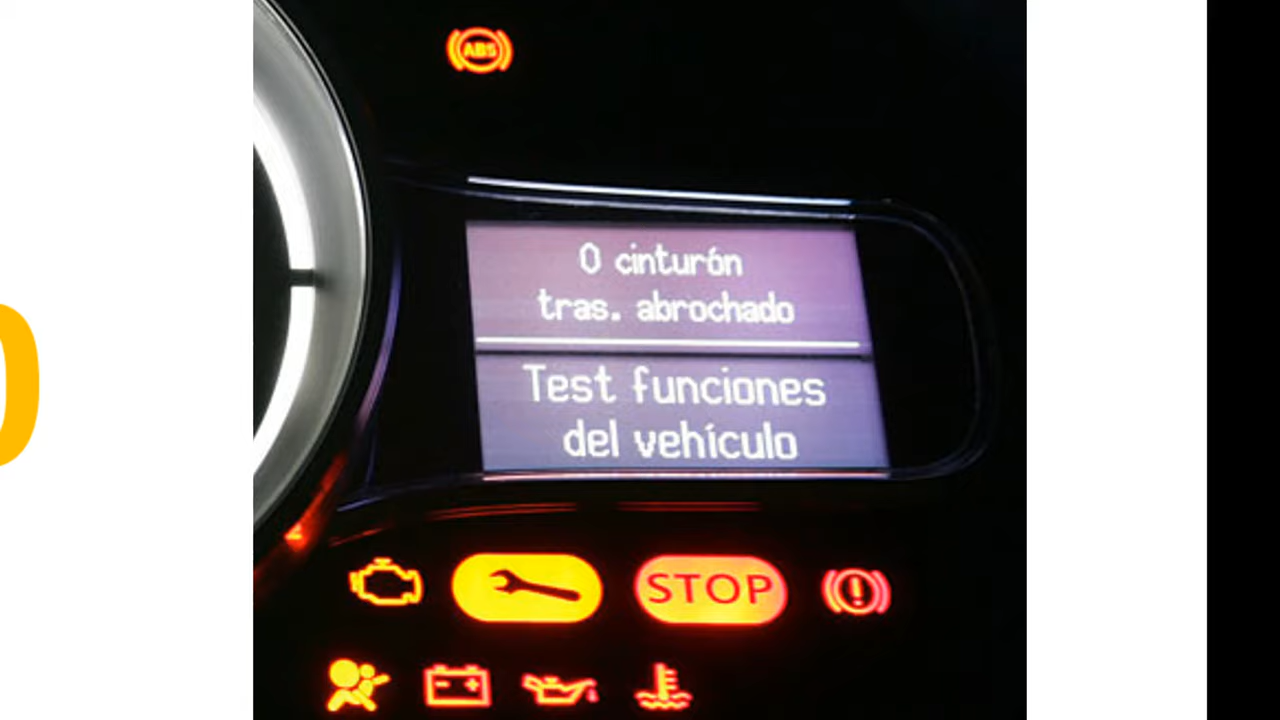 ABS
0 cinturón
tras. abrochado
Test funciones
del vehículo
STOP